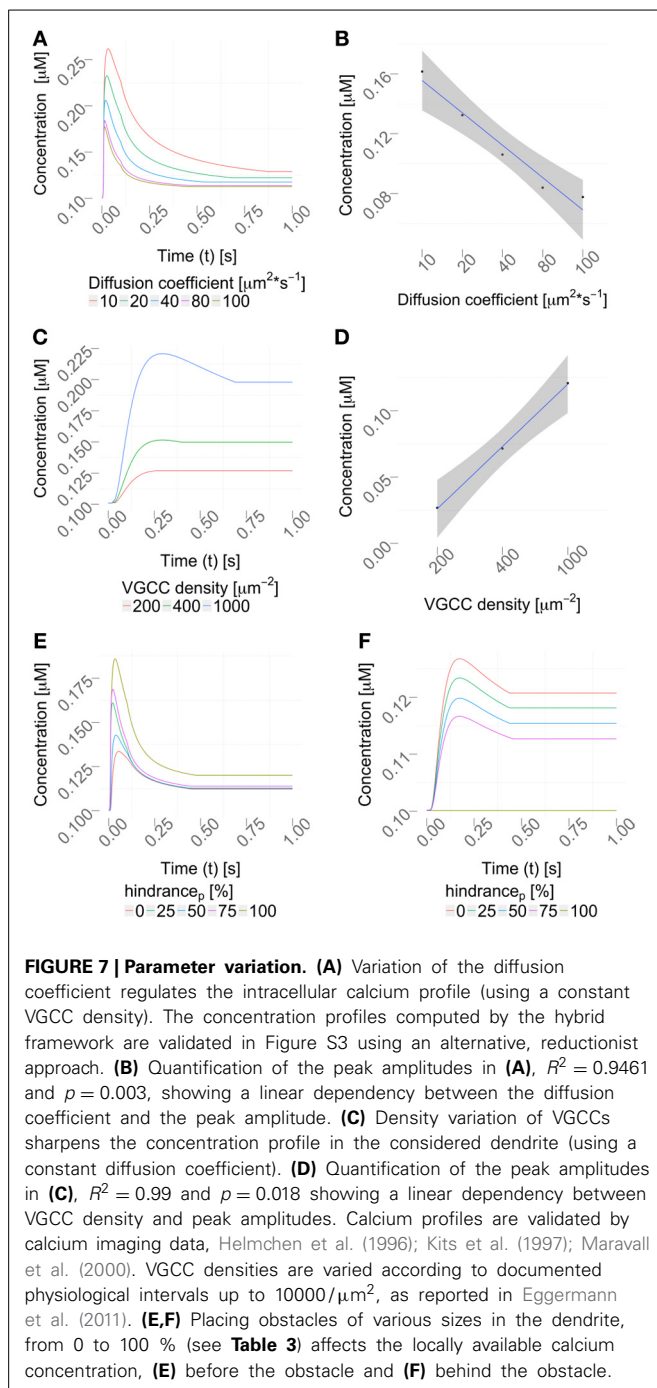 A
Concentration [μM]
0.25
0.20
0.15
0.10
0.00
0.25
0.50
0.75
1.00
Time (t) [s]
Diffusion coefficient [μm²*s⁻¹]
10 20 40 80 100
B
Concentration [μM]
0.16
0.12
0.08
10
20
40
80
100
Diffusion coefficient [μm²*s⁻¹]
C
Concentration [μM]
0.225
0.200
0.175
0.150
0.125
0.100
0.00
0.25
0.50
0.75
1.00
Time (t) [s]
VGCC density [μm⁻²]
200 400 1000
D
Concentration [μM]
0.10
0.05
0.00
200
400
1000
VGCC density [μm⁻²]
E
Concentration [μM]
0.175
0.150
0.125
0.100
0.00
0.25
0.50
0.75
1.00
Time (t) [s]
hindranceₚ [%]
0 25 50 75 100
F
Concentration [μM]
0.12
0.11
0.10
0.00
0.25
0.50
0.75
1.00
Time (t) [s]
hindranceₚ [%]
0 25 50 75 100
FIGURE 7 | Parameter variation. (A) Variation of the diffusion
coefficient regulates the intracellular calcium profile (using a constant
VGCC density). The concentration profiles computed by the hybrid
framework are validated in Figure S3 using an alternative, reductionist
approach. (B) Quantification of the peak amplitudes in (A), R² = 0.9461
and p = 0.003, showing a linear dependency between the diffusion
coefficient and the peak amplitude. (C) Density variation of VGCCs
sharpens the concentration profile in the considered dendrite (using a
constant diffusion coefficient). (D) Quantification of the peak amplitudes
in (C), R² = 0.99 and p = 0.018 showing a linear dependency between
VGCC density and peak amplitudes. Calcium profiles are validated by
calcium imaging data, Helmchen et al. (1996); Kits et al. (1997); Maravall
et al. (2000). VGCC densities are varied according to documented
physiological intervals up to 10000/μm², as reported in Eggermann
et al. (2011). (E,F) Placing obstacles of various sizes in the dendrite,
from 0 to 100 % (see Table 3) affects the locally available calcium
concentration, (E) before the obstacle and (F) behind the obstacle.